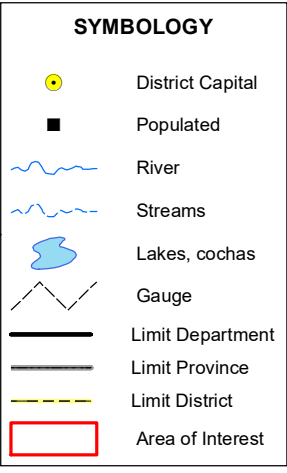 SYMBOLOGY
District Capital
Populated
River
Streams
Lakes, cochas
Gauge
Limit Department
Limit Province
Limit District
Area of Interest